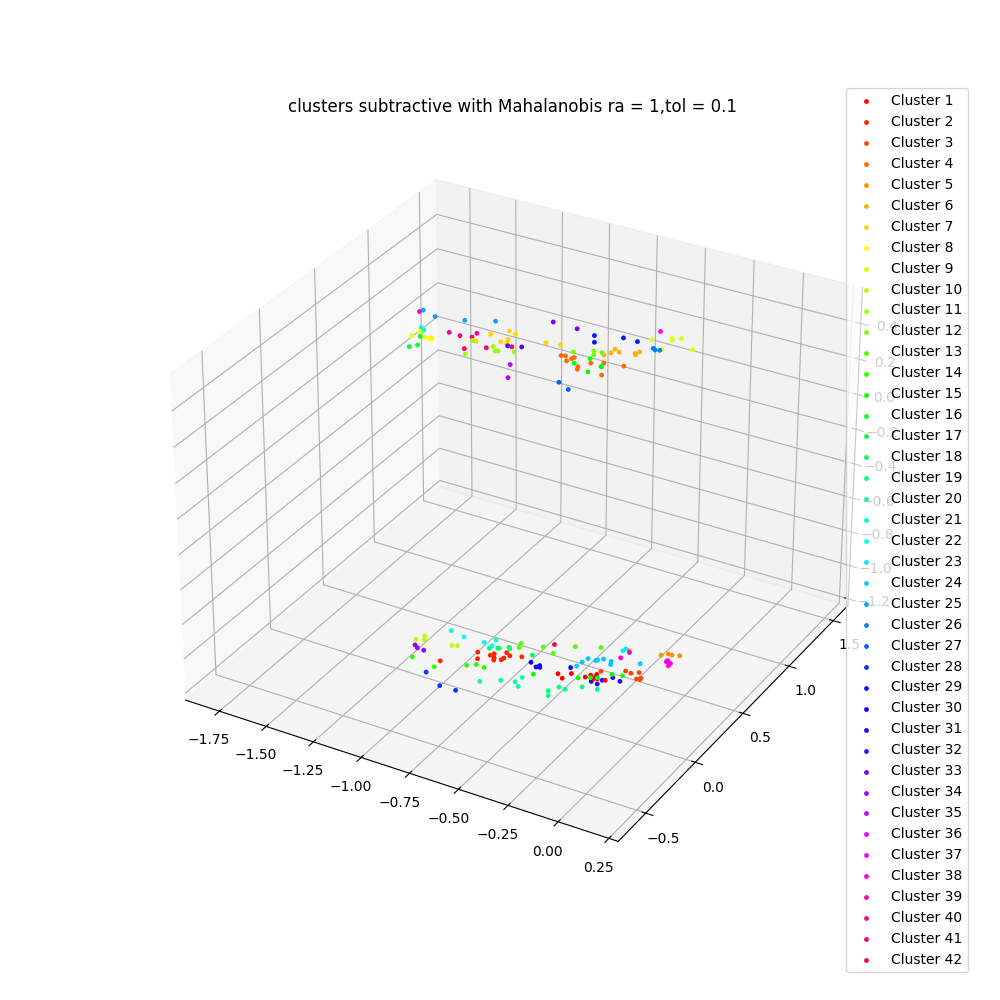 clusters subtractive with Mahalanobis ra = 1,tol = 0.1
Cluster 1
Cluster 2
Cluster 3
Cluster 4
Cluster 5
Cluster 6
Cluster 7
Cluster 8
Cluster 9
Cluster 10
Cluster 11
Cluster 12
Cluster 13
Cluster 14
Cluster 15
Cluster 16
Cluster 17
Cluster 18
Cluster 19
Cluster 20
Cluster 21
Cluster 22
Cluster 23
Cluster 24
Cluster 25
Cluster 26
Cluster 27
Cluster 28
Cluster 29
Cluster 30
Cluster 31
Cluster 32
Cluster 33
Cluster 34
Cluster 35
Cluster 36
Cluster 37
Cluster 38
Cluster 39
Cluster 40
Cluster 41
Cluster 42
0.2
0.0
−0.2
−0.4
−0.6
−0.8
−1.0
−1.2
1.5
1.0
0.5
0.0
−0.5
−1.75
−1.50
−1.25
−1.00
−0.75
−0.50
−0.25
0.00
0.25